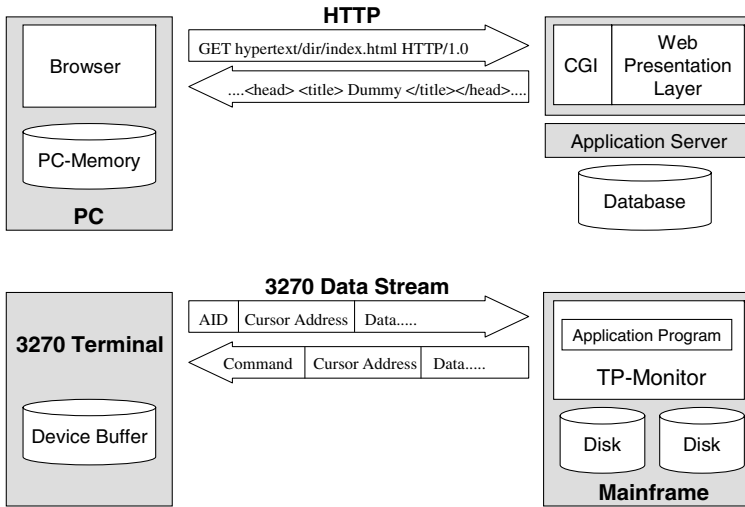 HTTP
Browser
PC-Memory
PC
GET hypertext/dir/index.html HTTP/1.0
....<head> <title> Dummy </title></head>....
CGI
Web
Presentation
Layer
Application Server
Database
3270 Data Stream
3270 Terminal
Device Buffer
AID Cursor Address Data.....
Command Cursor Address Data.....
Application Program
TP-Monitor
Disk Disk
Mainframe